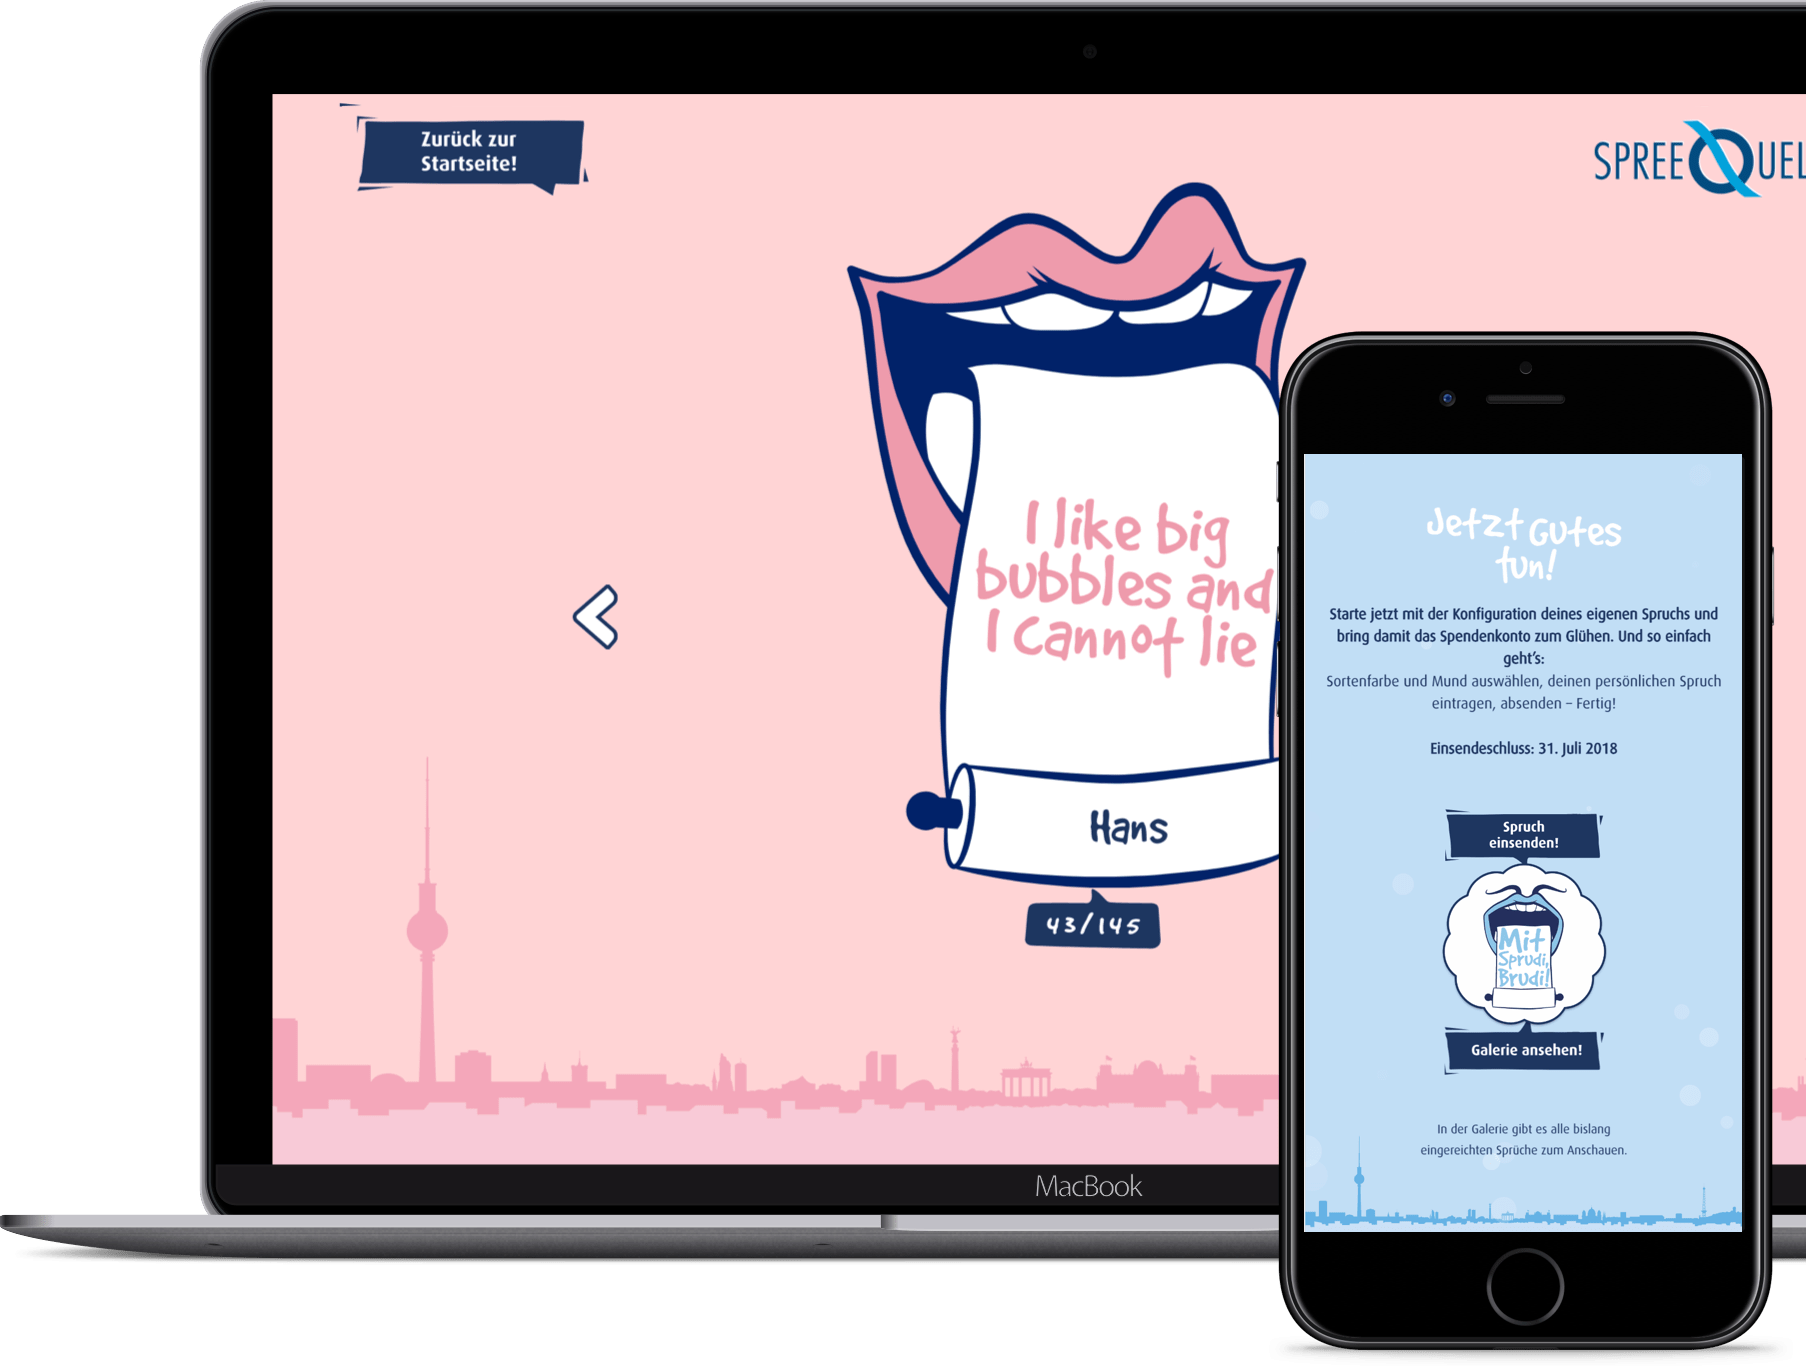 Zurück zur
Startseite!
SPREEQUEL
I like big
bubbles and
I cannot lie
Hans
43/145
MacBook
Jetzt Gutes
tun!
Starte jetzt mit der Konfiguration deines eigenen Spruchs und
bring damit das Spendenkonto zum Glühen. Und so einfach
geht's:
Sortenfarbe und Mund auswählen, deinen persönlichen Spruch
eintragen, absenden – Fertig!
Einsendeschluss: 31. Juli 2018
Spruch
einsenden!
Mit
Sprudi,
Brudi!
Galerie ansehen!
In der Galerie gibt es alle bislang
eingereichten Sprüche zum Anschauen.